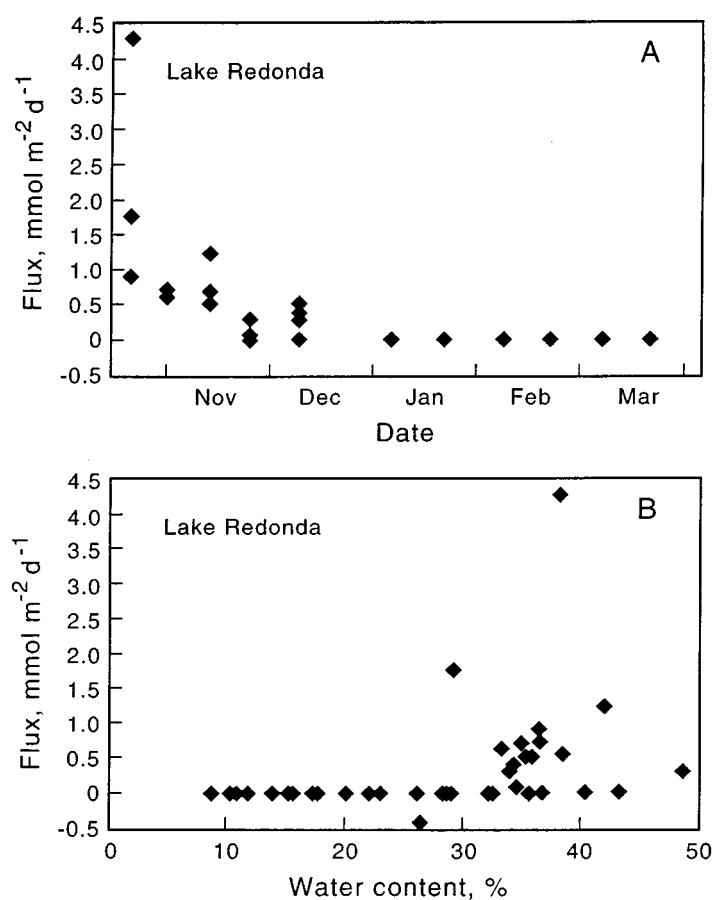 A
Lake Redonda
Flux, mmol m⁻² d⁻¹
4.5
4.0
3.5
3.0
2.5
2.0
1.5
1.0
0.5
0
-0.5
Nov Dec Jan Feb Mar
Date
B
Lake Redonda
Flux, mmol m⁻² d⁻¹
4.5
4.0
3.5
3.0
2.5
2.0
1.5
1.0
0.5
0
-0.5
0 10 20 30 40 50
Water content, %